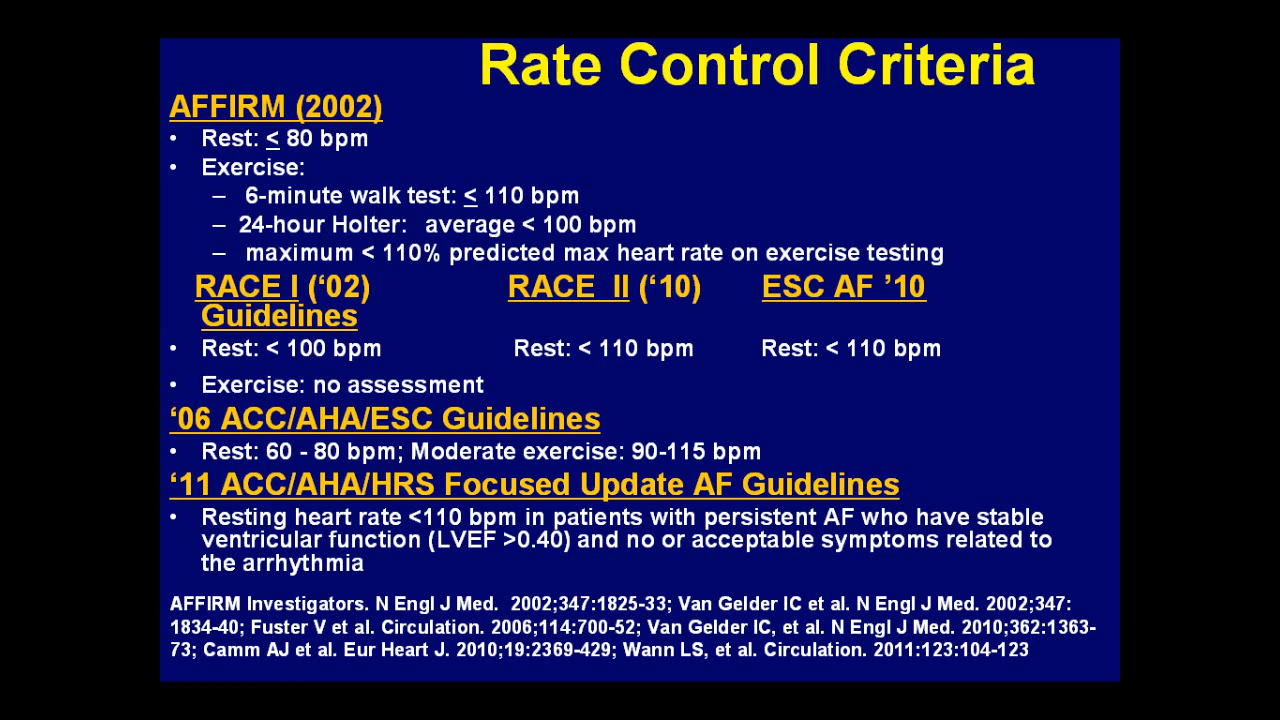 Rate Control Criteria
AFFIRM (2002)
• Rest: ≤ 80 bpm
• Exercise:
– 6-minute walk test: ≤ 110 bpm
– 24-hour Holter: average < 100 bpm
– maximum < 110% predicted max heart rate on exercise testing
RACE I (‘02) RACE II (‘10) ESC AF ’10
Guidelines
• Rest: < 100 bpm Rest: < 110 bpm Rest: < 110 bpm
• Exercise: no assessment
‘06 ACC/AHA/ESC Guidelines
• Rest: 60 - 80 bpm; Moderate exercise: 90-115 bpm
‘11 ACC/AHA/HRS Focused Update AF Guidelines
• Resting heart rate <110 bpm in patients with persistent AF who have stable
ventricular function (LVEF >0.40) and no or acceptable symptoms related to
the arrhythmia
AFFIRM Investigators. N Engl J Med. 2002;347:1825-33; Van Gelder IC et al. N Engl J Med. 2002;347:
1834-40; Fuster V et al. Circulation. 2006;114:700-52; Van Gelder IC, et al. N Engl J Med. 2010;362:1363-
73; Camm AJ et al. Eur Heart J. 2010;19:2369-429; Wann LS, et al. Circulation. 2011:123:104-123